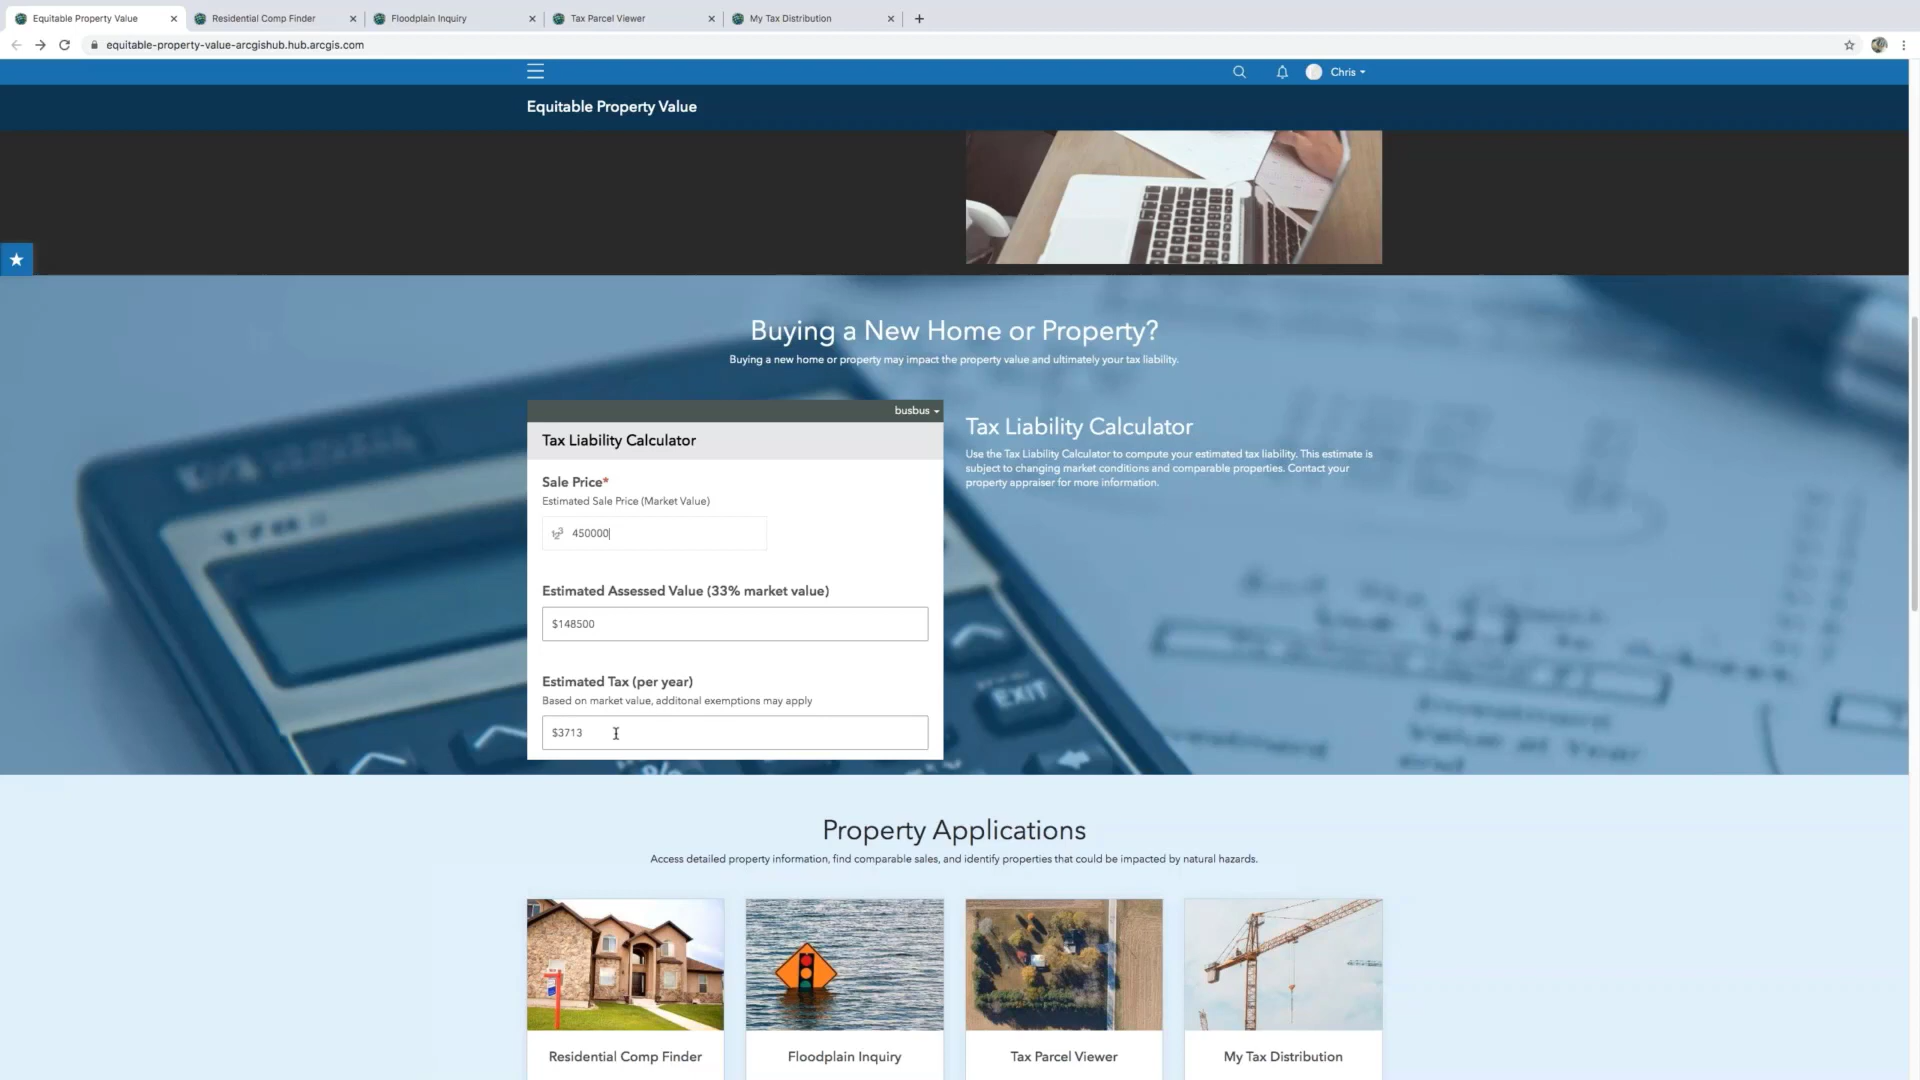 Equitable Property Value
Residential Comp Finder
Floodplain Inquiry
Tax Parcel Viewer
My Tax Distribution
equitable-property-value-arcgishub.hub.arcgis.com
Chris
Equitable Property Value
Buying a New Home or Property?
Buying a new home or property may impact the property value and ultimately your tax liability.
busbus
Tax Liability Calculator
Sale Price*
Estimated Sale Price (Market Value)
450000
Estimated Assessed Value (33% market value)
$148500
Estimated Tax (per year)
Based on market value, additonal exemptions may apply
$3713
Tax Liability Calculator
Use the Tax Liability Calculator to compute your estimated tax liability. This estimate is
subject to changing market conditions and comparable properties. Contact your
property appraiser for more information.
EXIT
Property Applications
Access detailed property information, find comparable sales, and identify properties that could be impacted by natural hazards.
Residential Comp Finder
Floodplain Inquiry
Tax Parcel Viewer
My Tax Distribution